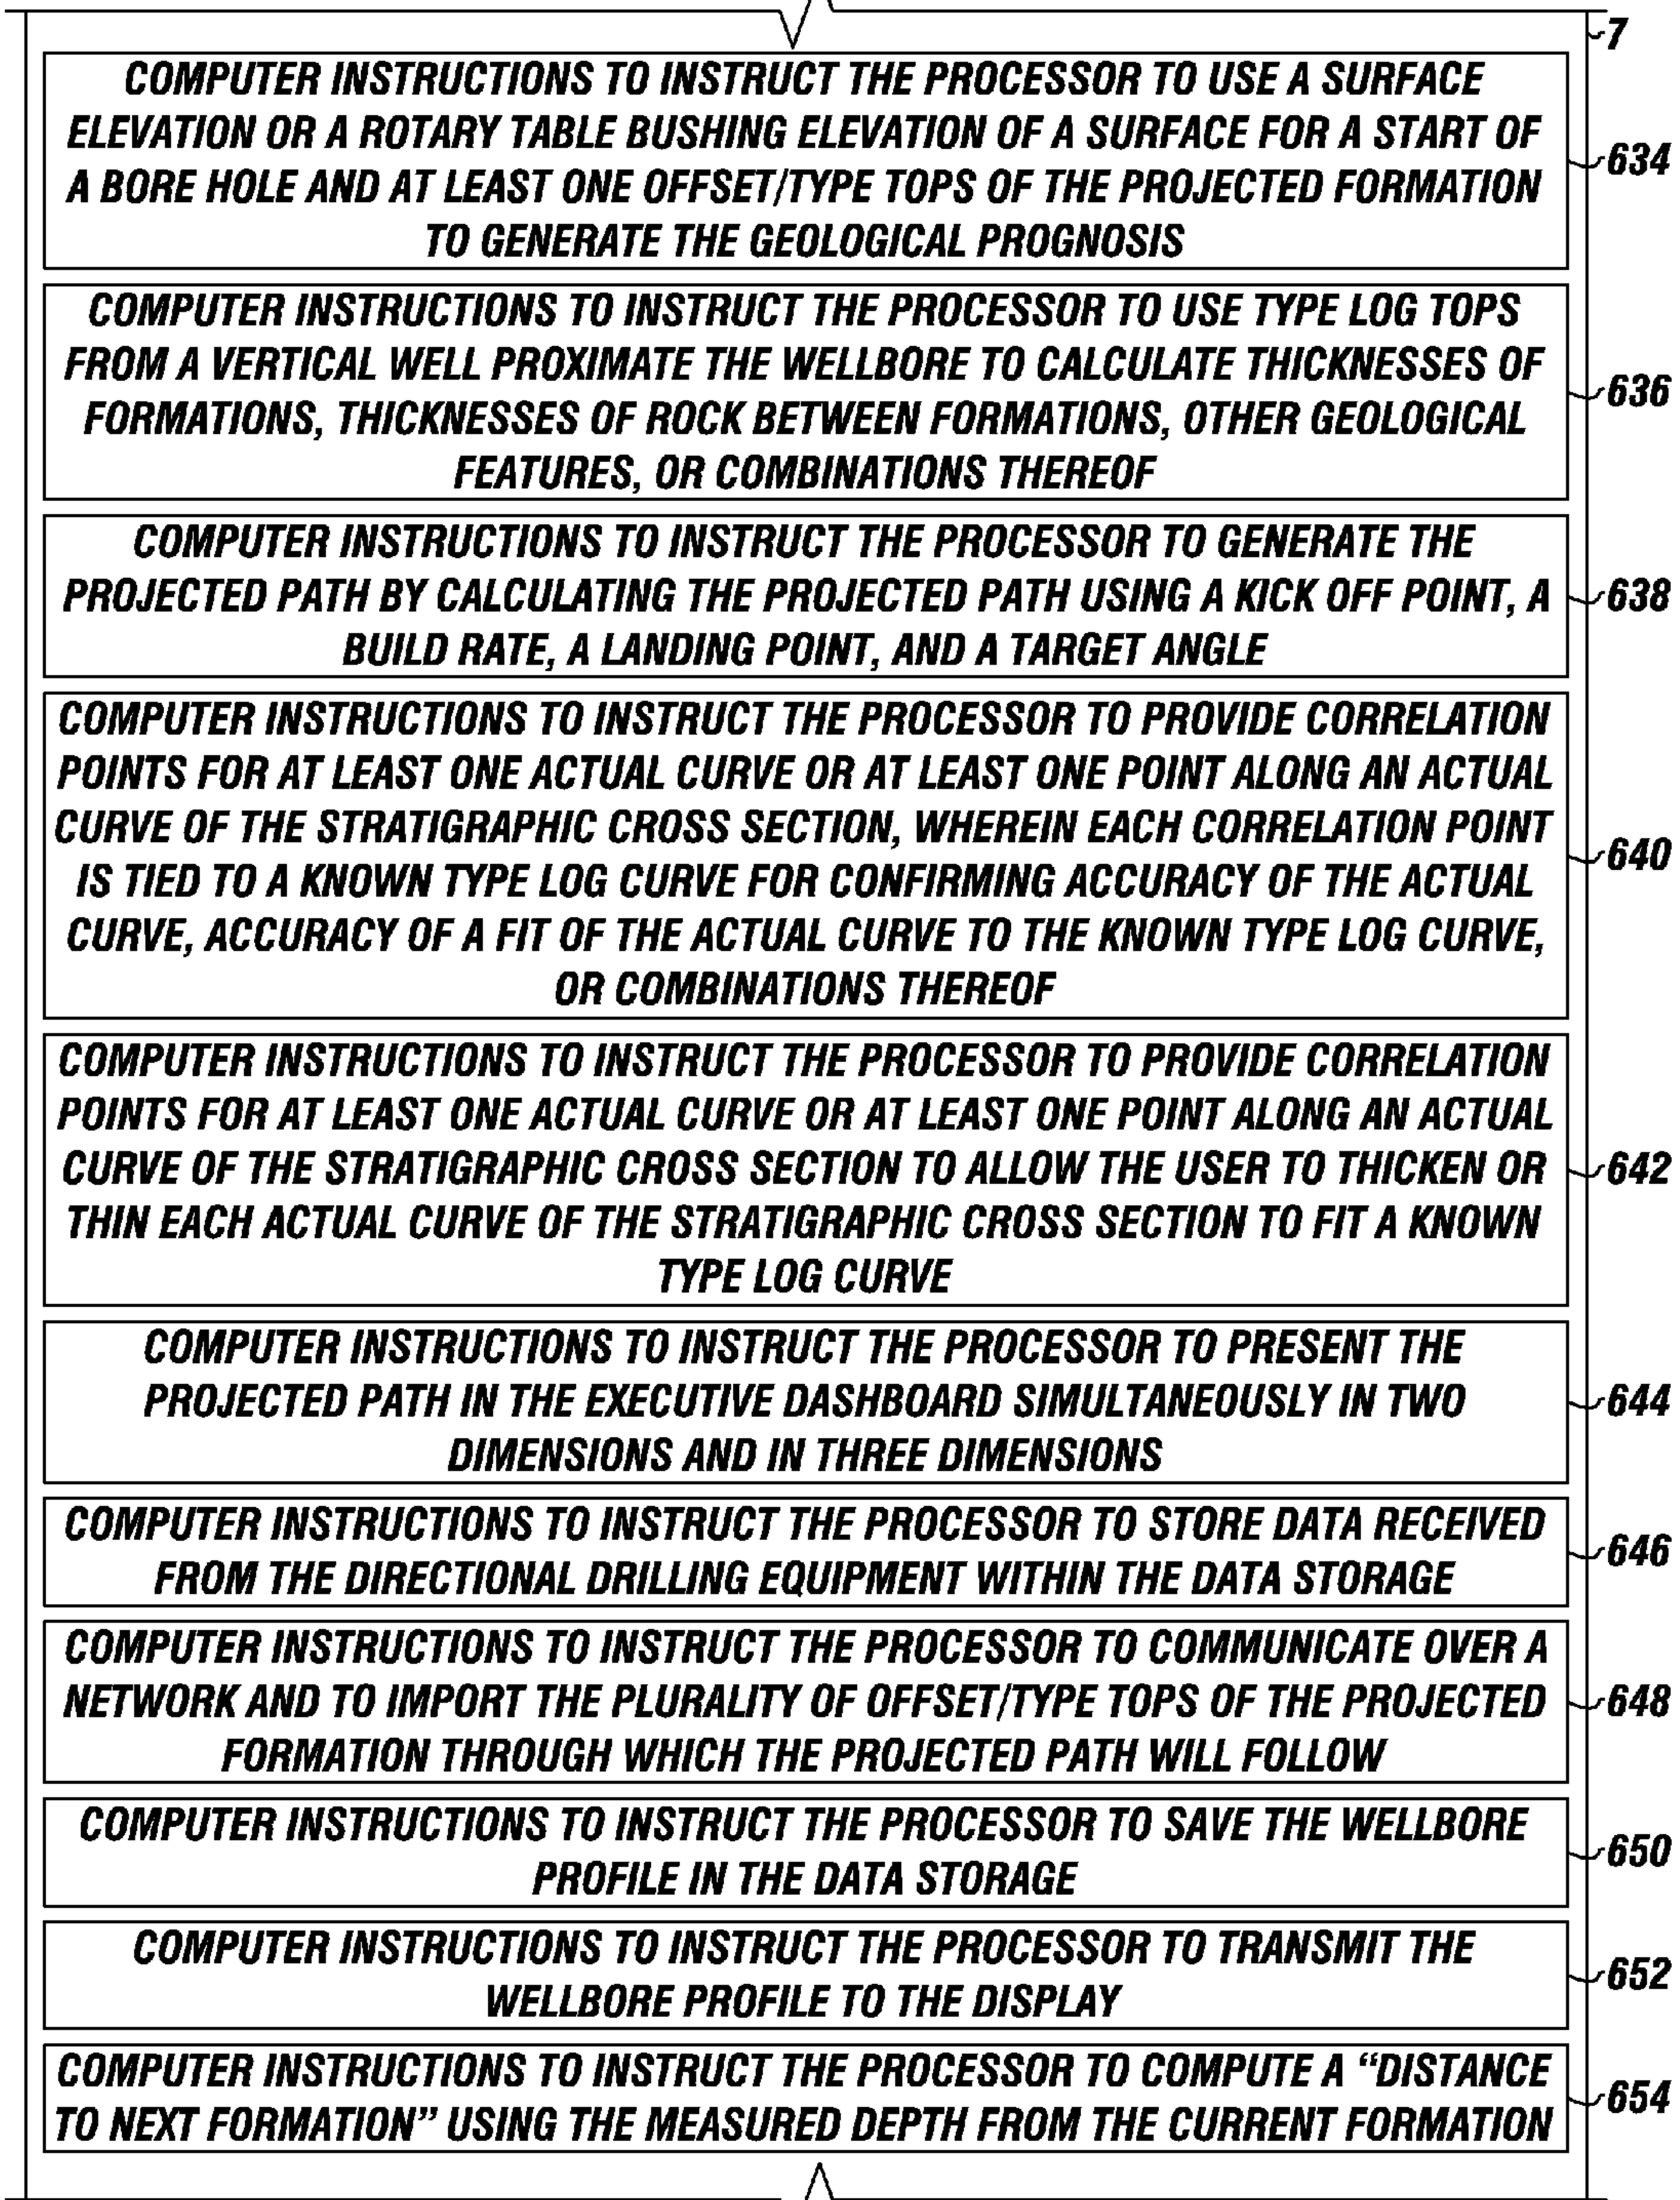 7
COMPUTER INSTRUCTIONS TO INSTRUCT THE PROCESSOR TO USE A SURFACE
ELEVATION OR A ROTARY TABLE BUSHING ELEVATION OF A SURFACE FOR A START OF
A BORE HOLE AND AT LEAST ONE OFFSET/TYPE TOPS OF THE PROJECTED FORMATION
TO GENERATE THE GEOLOGICAL PROGNOSIS
634
COMPUTER INSTRUCTIONS TO INSTRUCT THE PROCESSOR TO USE TYPE LOG TOPS
FROM A VERTICAL WELL PROXIMATE THE WELLBORE TO CALCULATE THICKNESSES OF
FORMATIONS, THICKNESSES OF ROCK BETWEEN FORMATIONS, OTHER GEOLOGICAL
FEATURES, OR COMBINATIONS THEREOF
636
COMPUTER INSTRUCTIONS TO INSTRUCT THE PROCESSOR TO GENERATE THE
PROJECTED PATH BY CALCULATING THE PROJECTED PATH USING A KICK OFF POINT, A
BUILD RATE, A LANDING POINT, AND A TARGET ANGLE
638
COMPUTER INSTRUCTIONS TO INSTRUCT THE PROCESSOR TO PROVIDE CORRELATION
POINTS FOR AT LEAST ONE ACTUAL CURVE OR AT LEAST ONE POINT ALONG AN ACTUAL
CURVE OF THE STRATIGRAPHIC CROSS SECTION, WHEREIN EACH CORRELATION POINT
IS TIED TO A KNOWN TYPE LOG CURVE FOR CONFIRMING ACCURACY OF THE ACTUAL
CURVE, ACCURACY OF A FIT OF THE ACTUAL CURVE TO THE KNOWN TYPE LOG CURVE,
OR COMBINATIONS THEREOF
640
COMPUTER INSTRUCTIONS TO INSTRUCT THE PROCESSOR TO PROVIDE CORRELATION
POINTS FOR AT LEAST ONE ACTUAL CURVE OR AT LEAST ONE POINT ALONG AN ACTUAL
CURVE OF THE STRATIGRAPHIC CROSS SECTION TO ALLOW THE USER TO THICKEN OR
THIN EACH ACTUAL CURVE OF THE STRATIGRAPHIC CROSS SECTION TO FIT A KNOWN
TYPE LOG CURVE
642
COMPUTER INSTRUCTIONS TO INSTRUCT THE PROCESSOR TO PRESENT THE
PROJECTED PATH IN THE EXECUTIVE DASHBOARD SIMULTANEOUSLY IN TWO
DIMENSIONS AND IN THREE DIMENSIONS
644
COMPUTER INSTRUCTIONS TO INSTRUCT THE PROCESSOR TO STORE DATA RECEIVED
FROM THE DIRECTIONAL DRILLING EQUIPMENT WITHIN THE DATA STORAGE
646
COMPUTER INSTRUCTIONS TO INSTRUCT THE PROCESSOR TO COMMUNICATE OVER A
NETWORK AND TO IMPORT THE PLURALITY OF OFFSET/TYPE TOPS OF THE PROJECTED
FORMATION THROUGH WHICH THE PROJECTED PATH WILL FOLLOW
648
COMPUTER INSTRUCTIONS TO INSTRUCT THE PROCESSOR TO SAVE THE WELLBORE
PROFILE IN THE DATA STORAGE
650
COMPUTER INSTRUCTIONS TO INSTRUCT THE PROCESSOR TO TRANSMIT THE
WELLBORE PROFILE TO THE DISPLAY
652
COMPUTER INSTRUCTIONS TO INSTRUCT THE PROCESSOR TO COMPUTE A “DISTANCE
TO NEXT FORMATION” USING THE MEASURED DEPTH FROM THE CURRENT FORMATION
654